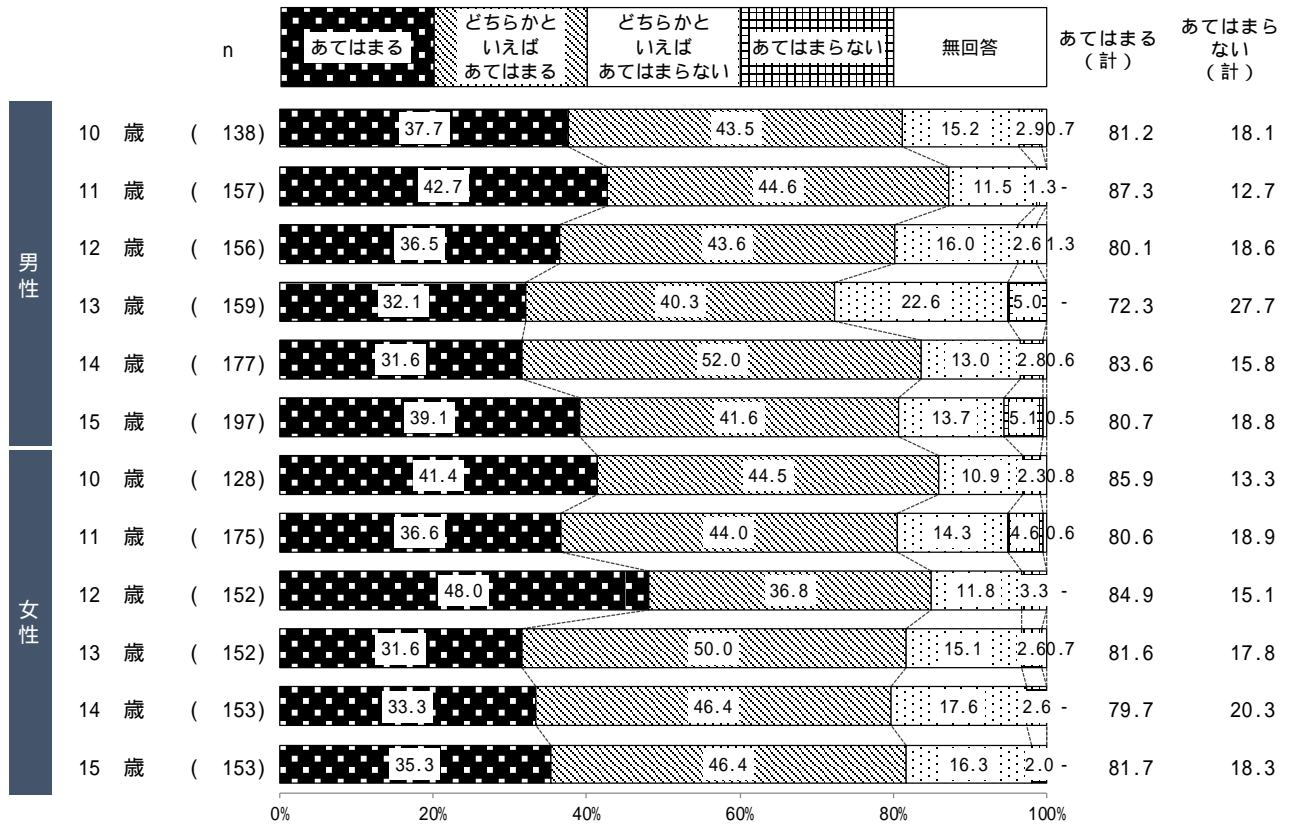 n
あてはまる
どちらかと
いえば
あてはまる
どちらかと
いえば
あてはまらない
あてはまらない
無回答
あてはまる
(計)
あてはまら
ない
(計)
男性
10 歳 ( 138) 37.7 43.5 15.2 2.9 0.7 81.2 18.1
11 歳 ( 157) 42.7 44.6 11.5 1.3 - 87.3 12.7
12 歳 ( 156) 36.5 43.6 16.0 2.6 1.3 80.1 18.6
13 歳 ( 159) 32.1 40.3 22.6 5.0 - 72.3 27.7
14 歳 ( 177) 31.6 52.0 13.0 2.8 0.6 83.6 15.8
15 歳 ( 197) 39.1 41.6 13.7 5.1 0.5 80.7 18.8
女性
10 歳 ( 128) 41.4 44.5 10.9 2.3 0.8 85.9 13.3
11 歳 ( 175) 36.6 44.0 14.3 4.6 0.6 80.6 18.9
12 歳 ( 152) 48.0 36.8 11.8 3.3 - 84.9 15.1
13 歳 ( 152) 31.6 50.0 15.1 2.6 0.7 81.6 17.8
14 歳 ( 153) 33.3 46.4 17.6 2.6 - 79.7 20.3
15 歳 ( 153) 35.3 46.4 16.3 2.0 - 81.7 18.3
0% 20% 40% 60% 80% 100%